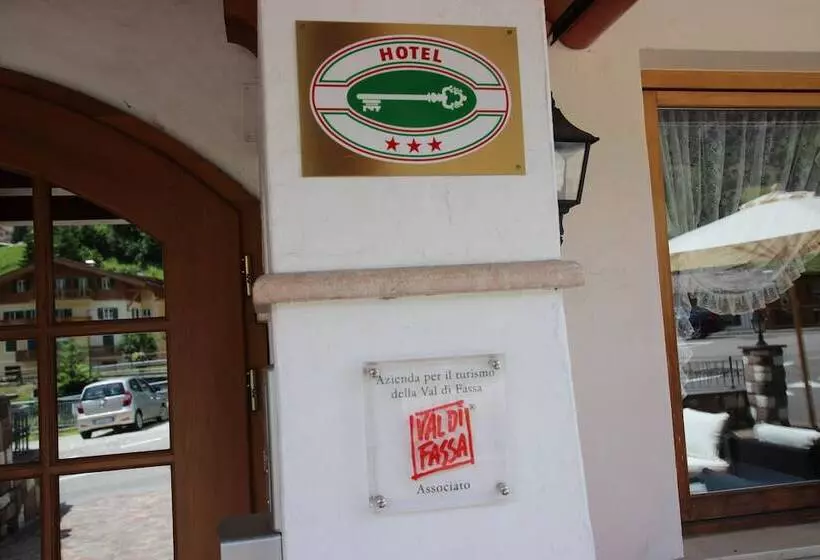 HOTEL
★★★
Azienda per il turismo
della Val di Fassa
VAL DI
FASSA
®
Associato